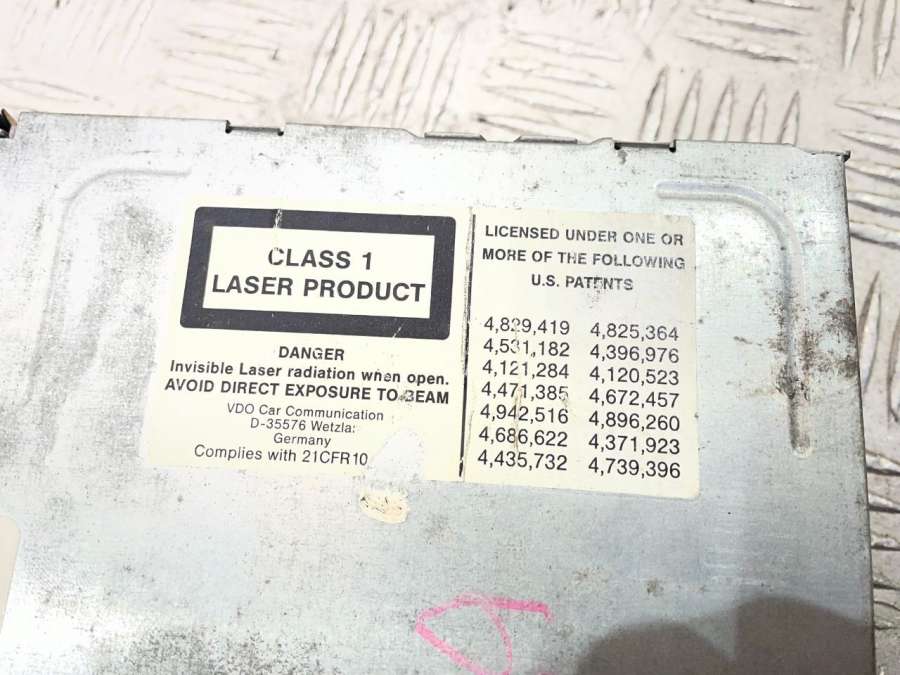 CLASS 1
LASER PRODUCT
DANGER
Invisible Laser radiation when open.
AVOID DIRECT EXPOSURE TO BEAM
VDO Car Communication
D-35576 Wetzlar
Germany
Complies with 21CFR10
LICENSED UNDER ONE OR
MORE OF THE FOLLOWING
U.S. PATENTS
4,829,419 4,825,364
4,531,182 4,396,976
4,121,284 4,120,523
4,471,385 4,672,457
4,942,516 4,896,260
4,686,622 4,371,923
4,435,732 4,739,396